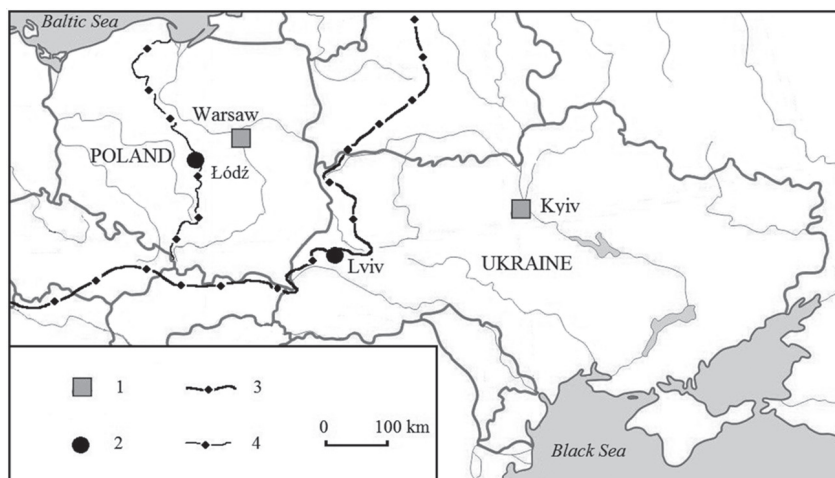 Baltic Sea
Warsaw
POLAND
Łódź
Kyiv
Lviv
UKRAINE
1
3
2
4
0 100 km
Black Sea